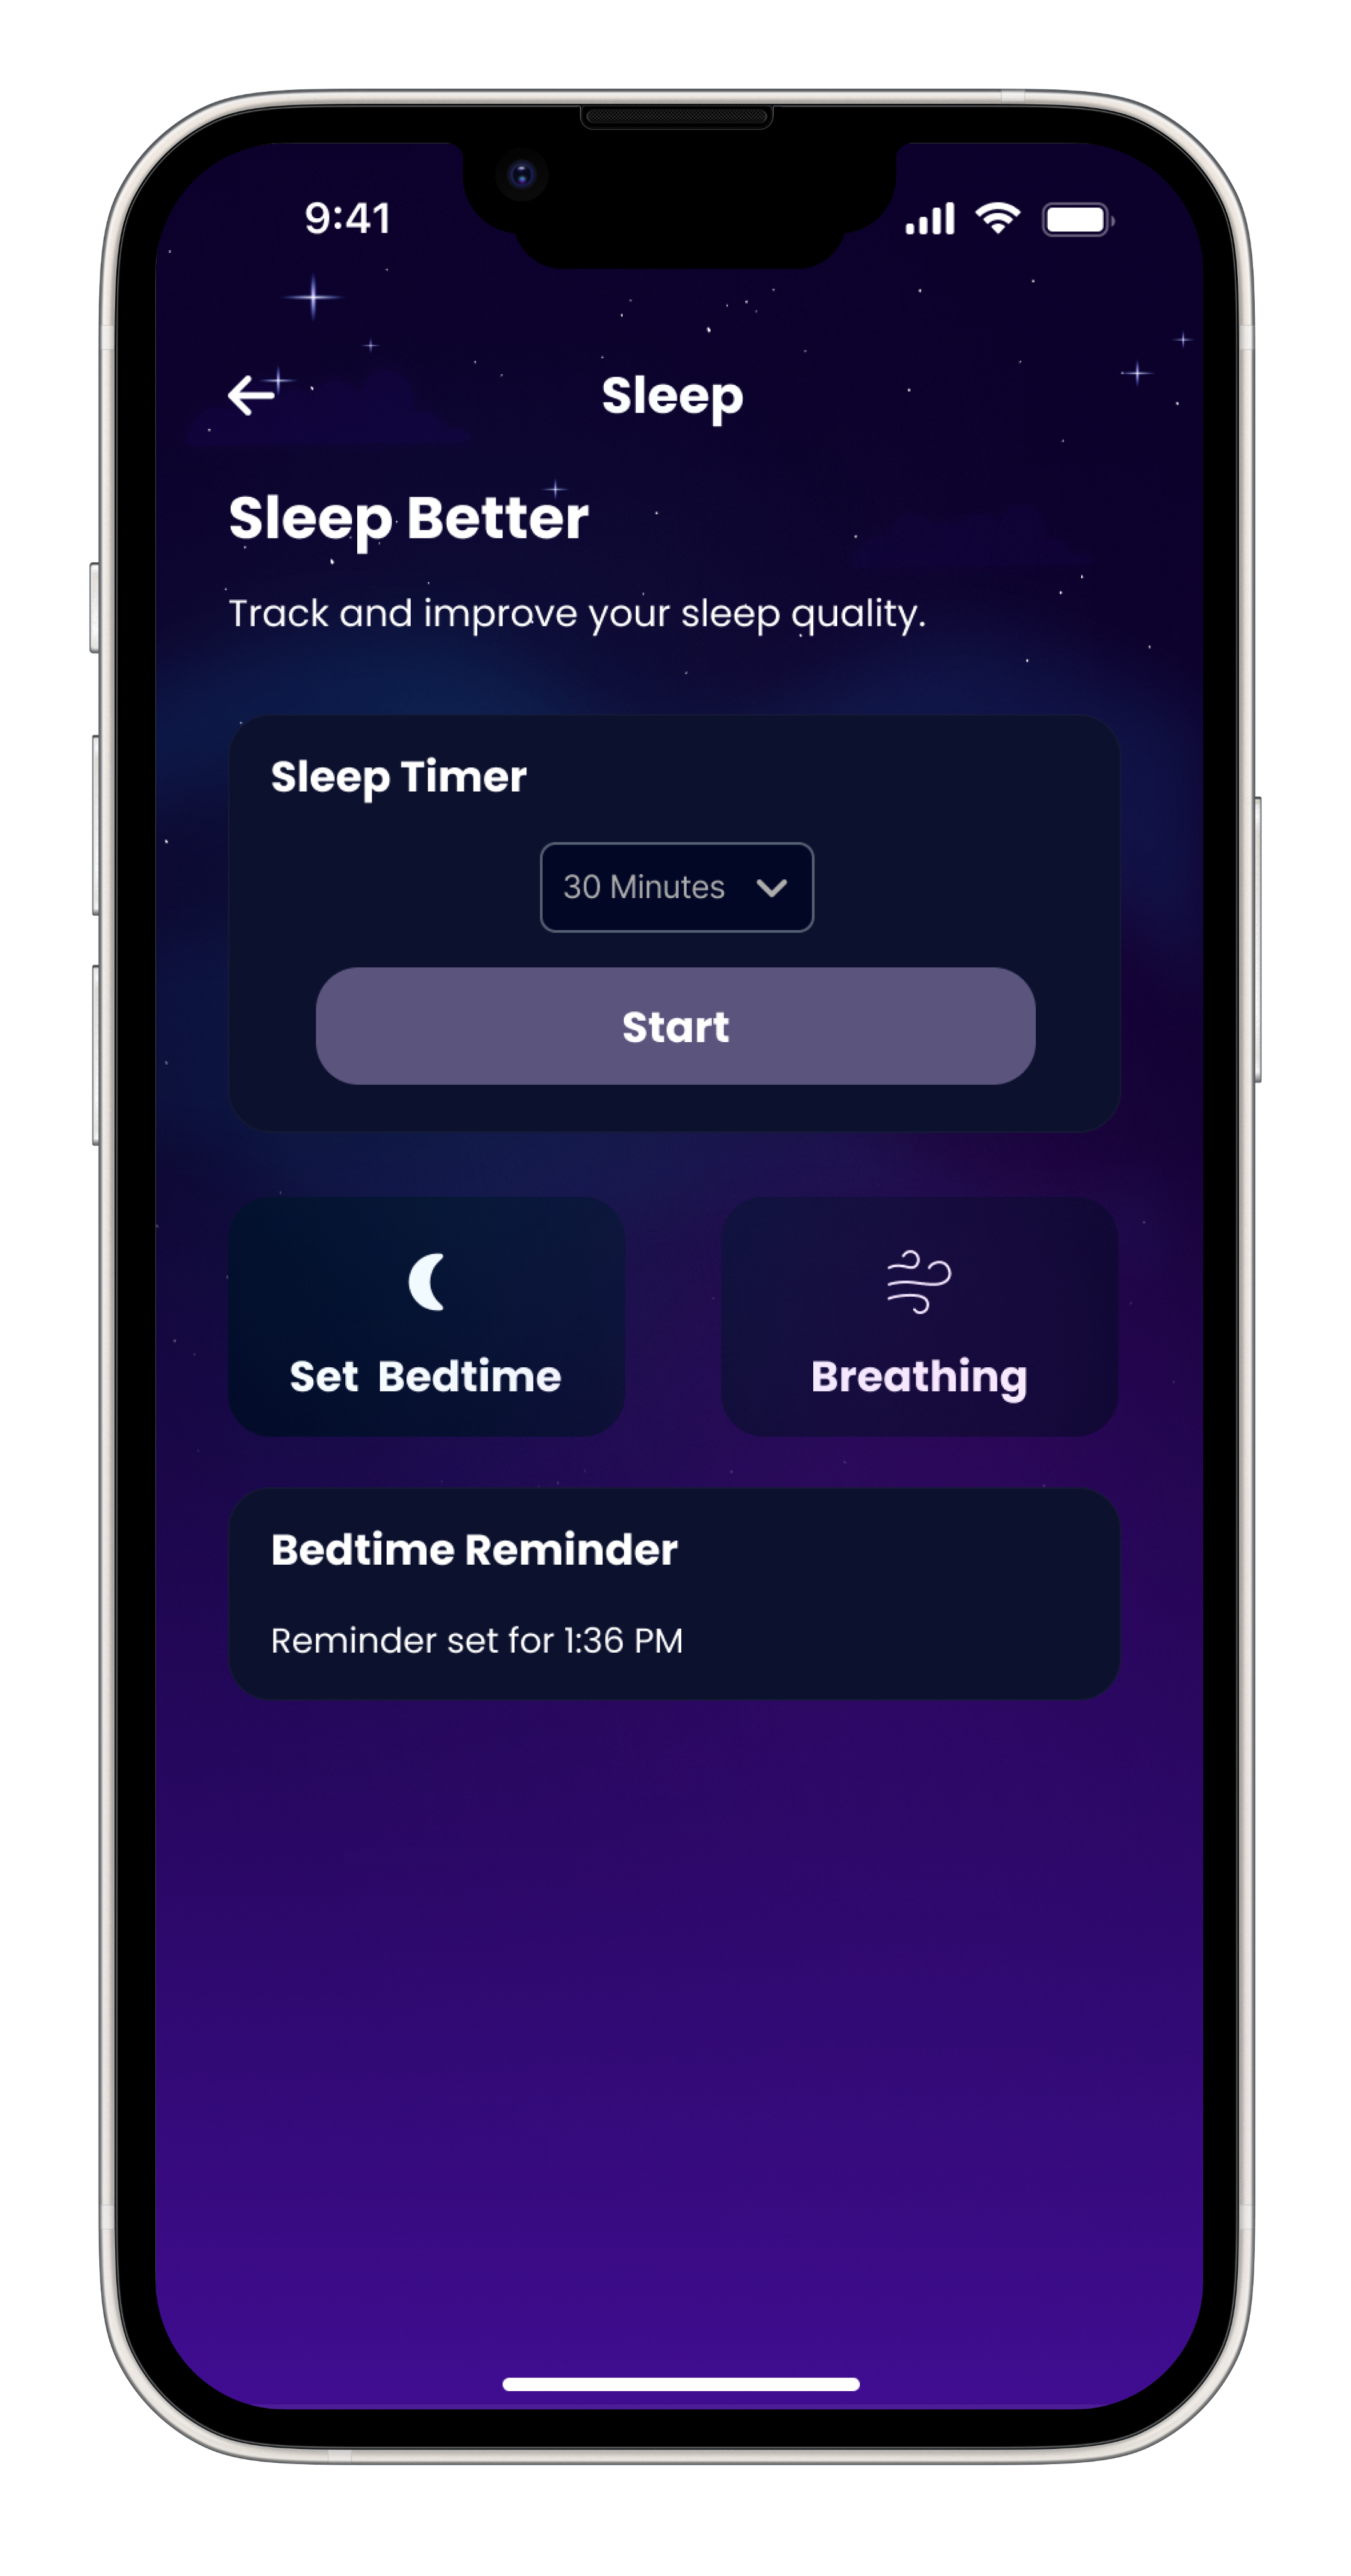 9:41
Sleep
Sleep Better
Track and improve your sleep quality.
Sleep Timer
30 Minutes
Start
Set Bedtime
Breathing
Bedtime Reminder
Reminder set for 1:36 PM